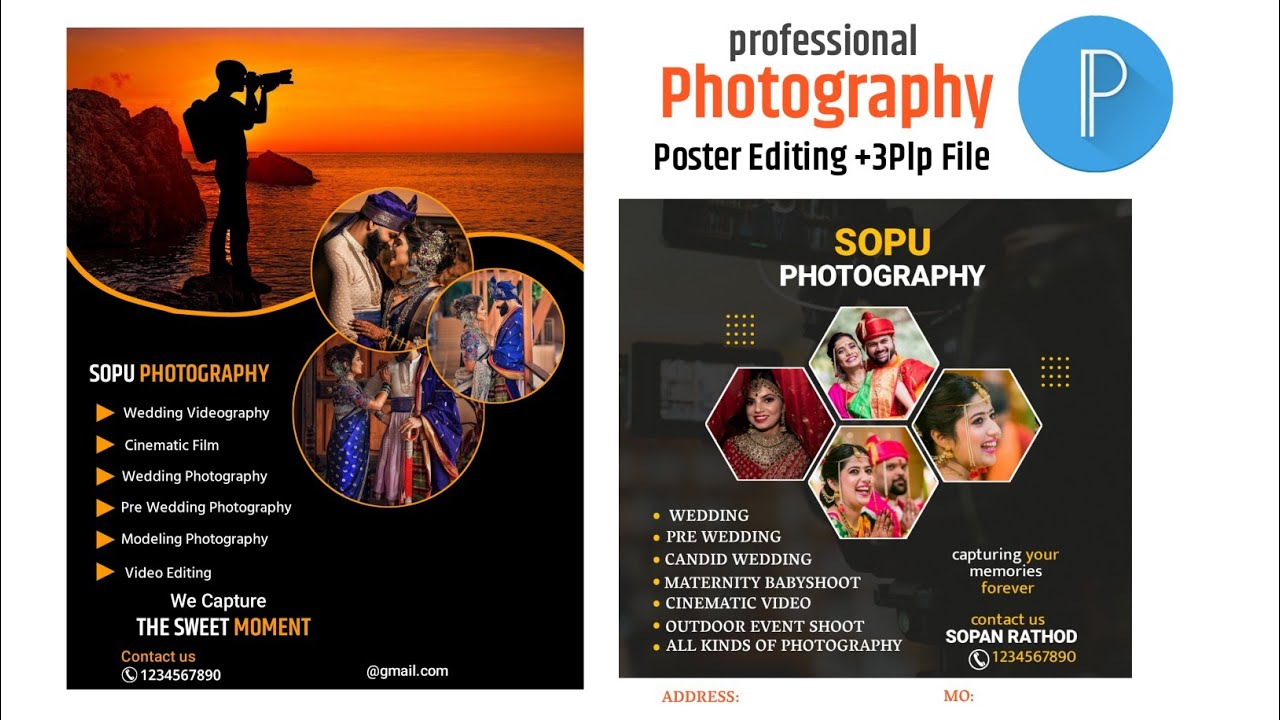 professional
Photography
Poster Editing +3Plp File
P
SOPU PHOTOGRAPHY
Wedding Videography
Cinematic Film
Wedding Photography
Pre Wedding Photography
Modeling Photography
Video Editing
We Capture
THE SWEET MOMENT
Contact us
1234567890
@gmail.com
SOPU
PHOTOGRAPHY
• WEDDING
• PRE WEDDING
• CANDID WEDDING
• MATERNITY BABYSHOOT
• CINEMATIC VIDEO
• OUTDOOR EVENT SHOOT
• ALL KINDS OF PHOTOGRAPHY
capturing your
memories
forever
contact us
SOPAN RATHOD
1234567890
ADDRESS:
MO: